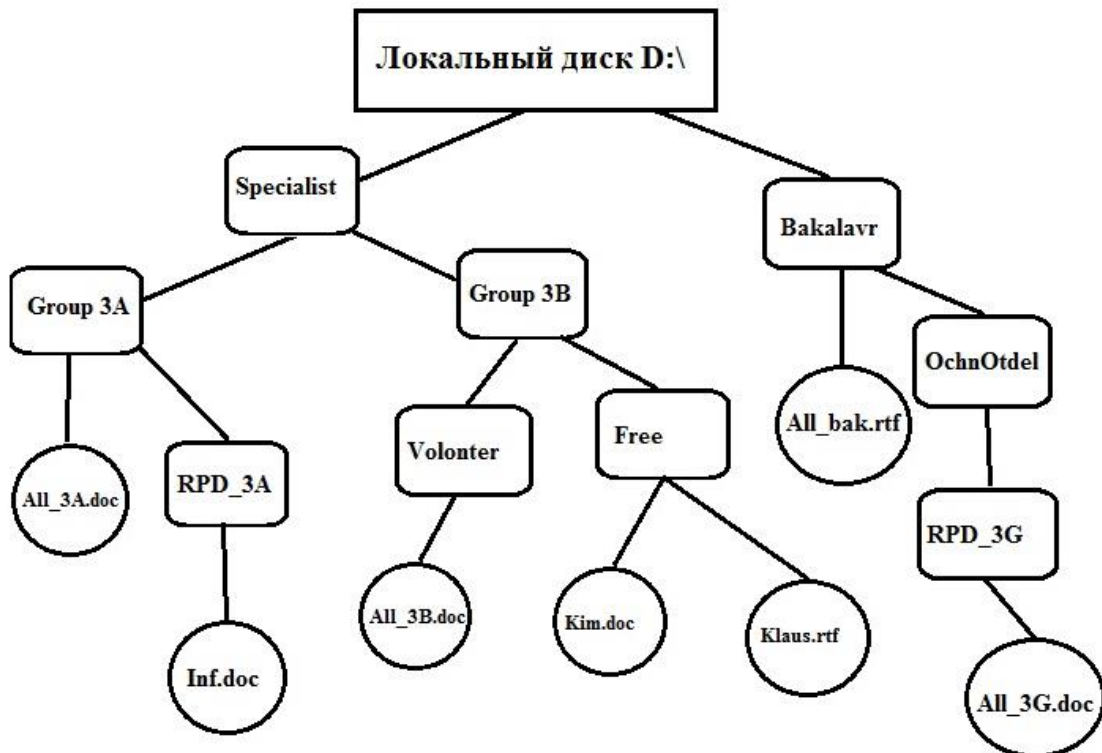 Локальный диск D:\
Specialist
Bakalavr
Group 3A
Group 3B
OchnOtdel
All_bak.rtf
Volonter
Free
All_3A.doc
RPD_3A
RPD_3G
All_3B.doc
Kim.doc
Klaus.rtf
Inf.doc
All_3G.doc